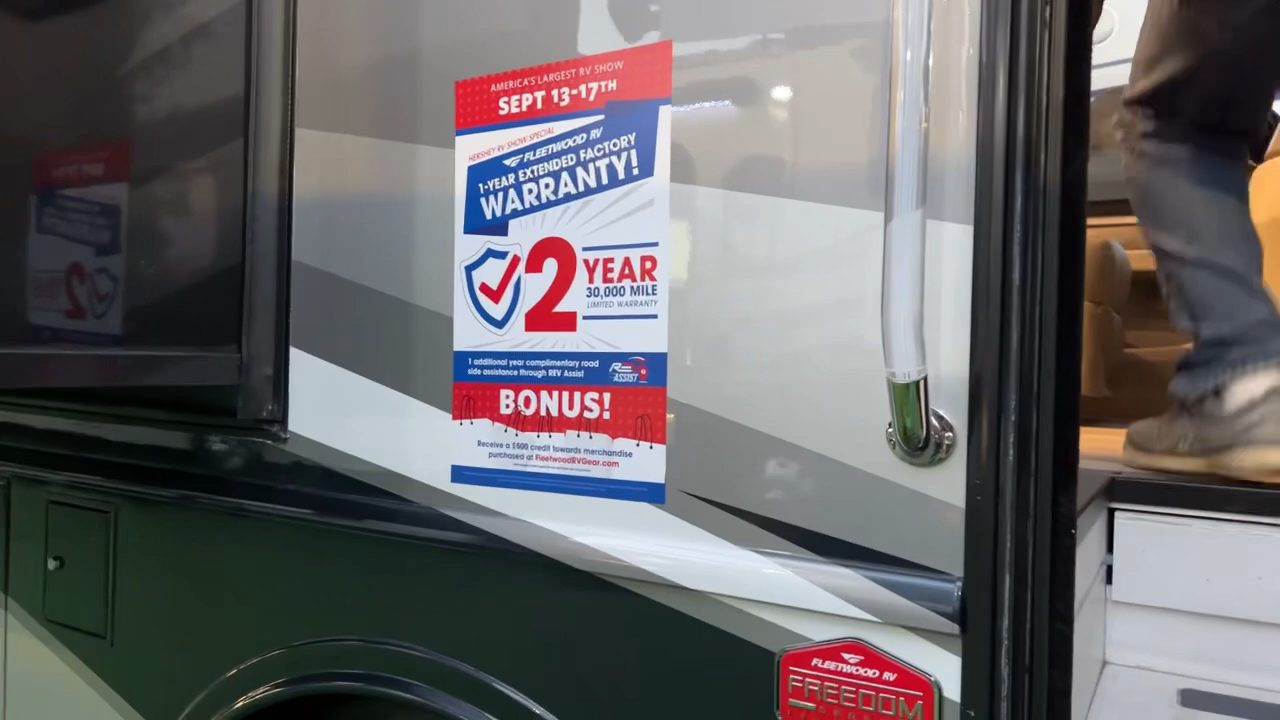 AMERICA'S LARGEST RV SHOW
SEPT 13-17TH
HERSHEY RV SHOW SPECIAL
FLEETWOOD RV
1-YEAR EXTENDED FACTORY
WARRANTY!
2 YEAR
30,000 MILE
LIMITED WARRANTY
1 additional year complimentary road
side assistance through REV Assist
REV
ASSIST
BONUS!
Receive a $500 credit towards merchandise
purchased at FleetwoodRVGear.com
FLEETWOOD RV
FREEDOM